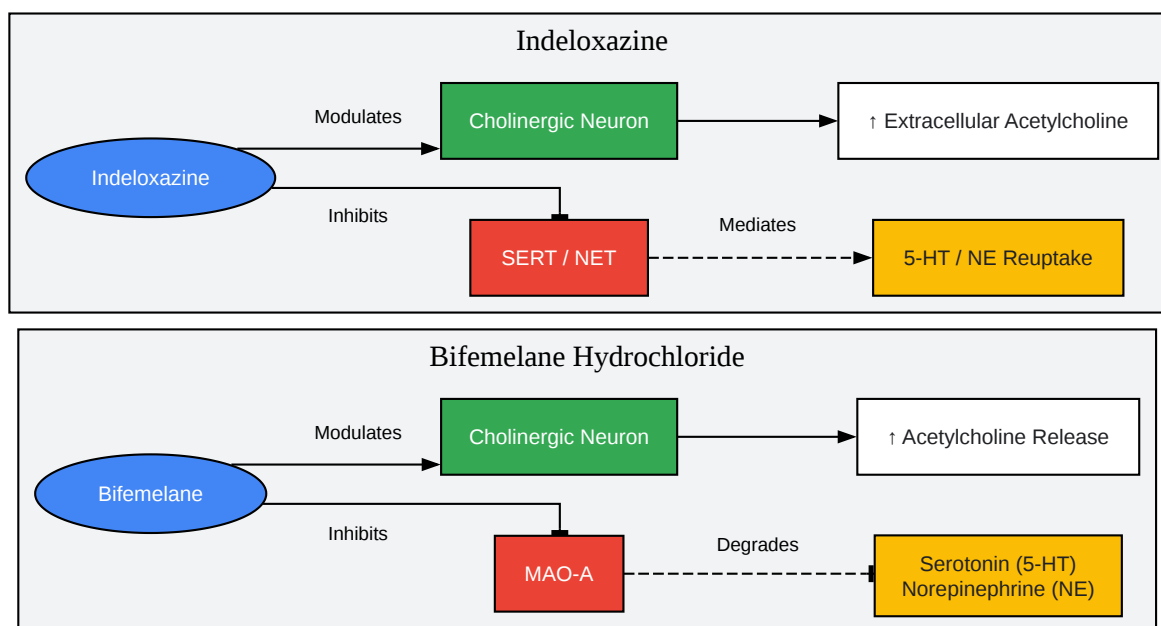 Indeloxazine
Modulates
Cholinergic Neuron
↑ Extracellular Acetylcholine
Indeloxazine
Inhibits
SERT / NET
Mediates
5-HT / NE Reuptake
Bifemelane Hydrochloride
Modulates
Cholinergic Neuron
↑ Acetylcholine Release
Bifemelane
Inhibits
MAO-A
Degrades
Serotonin (5-HT)
Norepinephrine (NE)